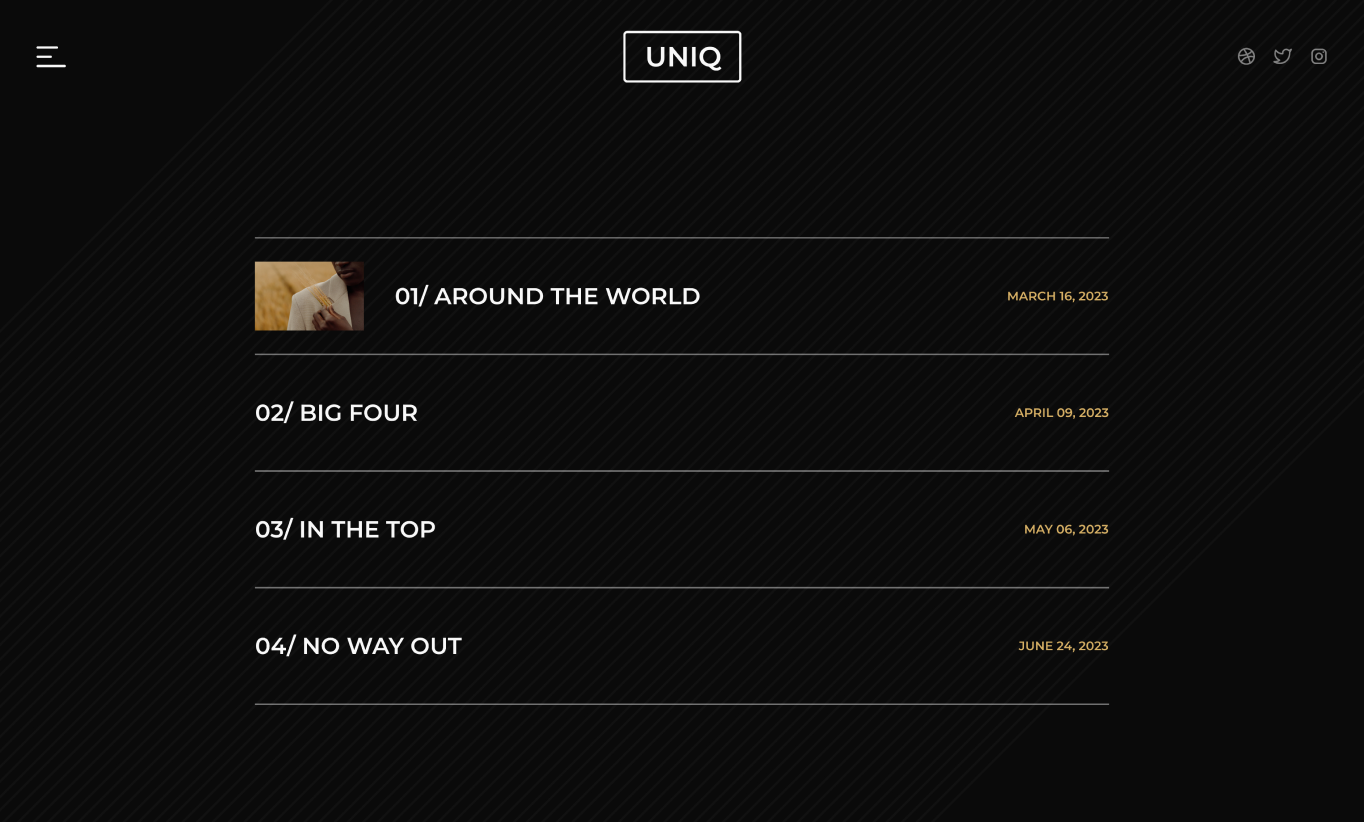 UNIQ
01/ AROUND THE WORLD
MARCH 16, 2023
02/ BIG FOUR
APRIL 09, 2023
03/ IN THE TOP
MAY 06, 2023
04/ NO WAY OUT
JUNE 24, 2023